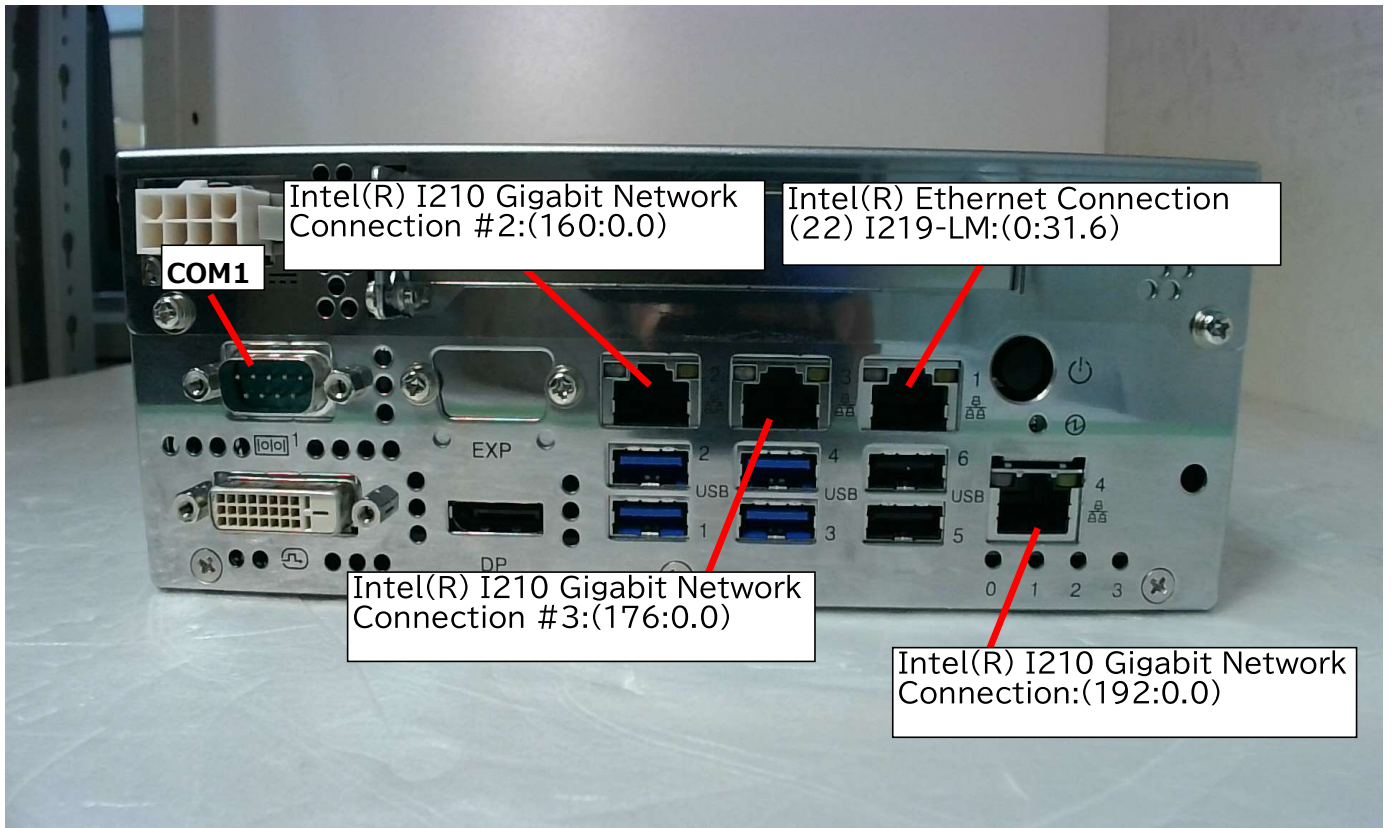 Intel(R) I210 Gigabit Network
Connection #2:(160:0.0)
Intel(R) Ethernet Connection
(22) I219-LM:(0:31.6)
COM1
2
3
1
1
EXP
2
4
6
USB
USB
USB
4
1
3
5
DP
0
1
2
3
Intel(R) I210 Gigabit Network
Connection #3:(176:0.0)
Intel(R) I210 Gigabit Network
Connection:(192:0.0)